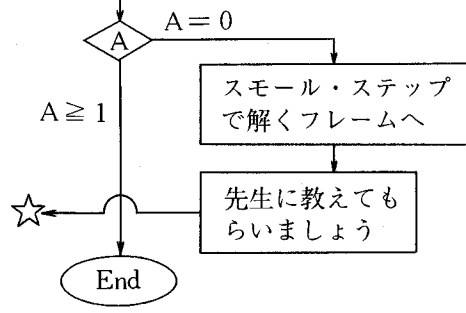 A
A＝0
スモール・ステップ
で解くフレームへ
A≧1
先生に教えても
らいましょう
End